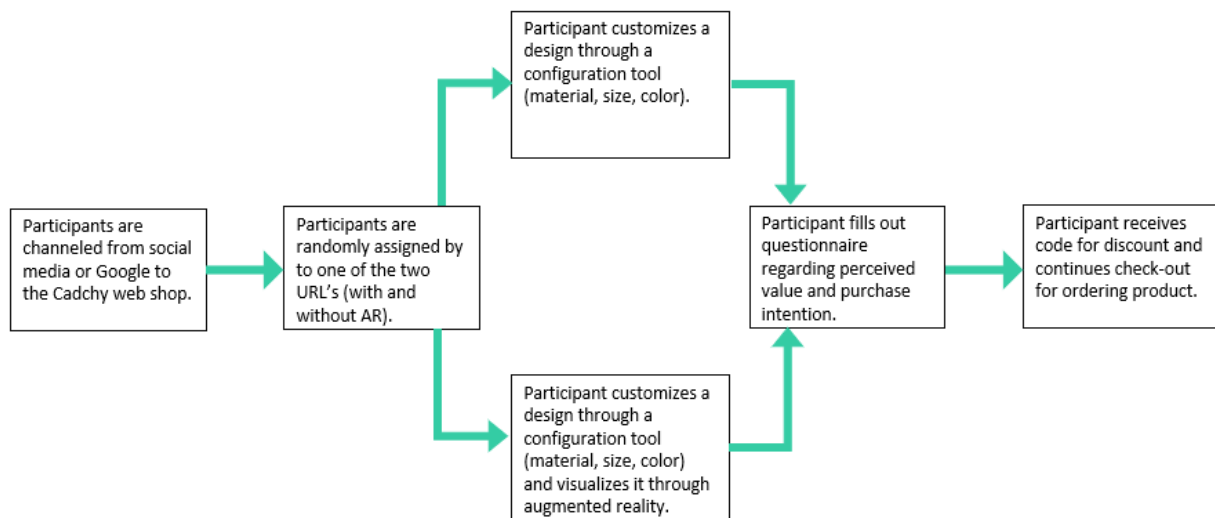 Participants are
channeled from social
media or Google to
the Cadchy web shop.
Participants are
randomly assigned by
to one of the two
URL's (with and
without AR).
Participant customizes a
design through a
configuration tool
(material, size, color).
Participant customizes a
design through a
configuration tool
(material, size, color)
and visualizes it through
augmented reality.
Participant fills out
questionnaire
regarding perceived
value and purchase
intention.
Participant receives
code for discount and
continues check-out
for ordering product.